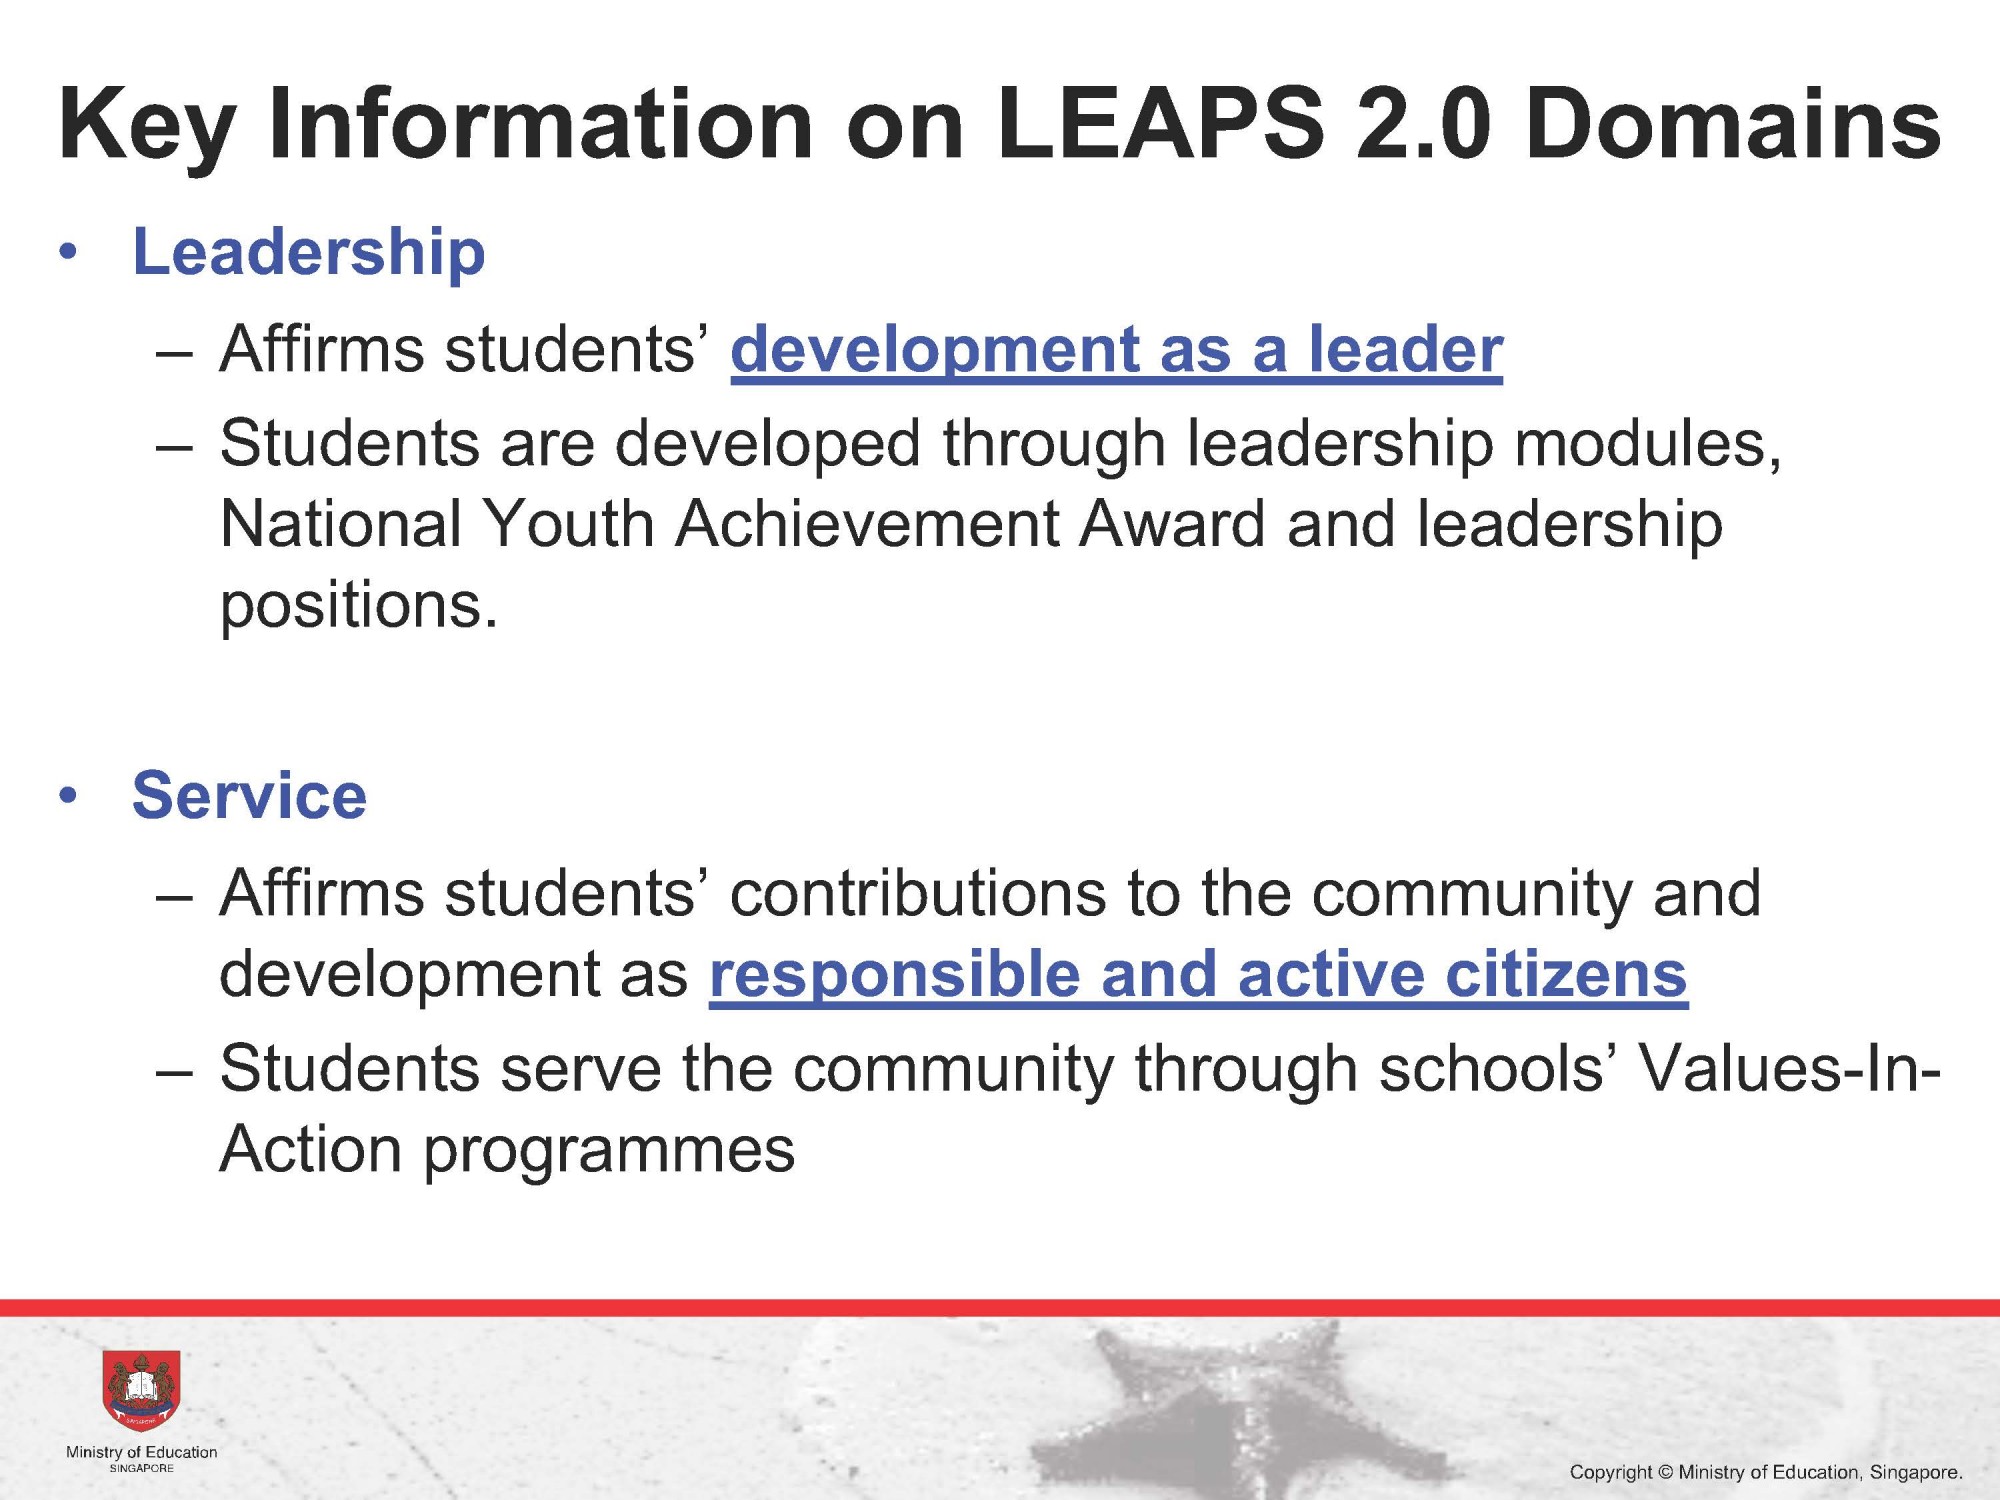 Key Information on LEAPS 2.0 Domains
• Leadership
– Affirms students’ development as a leader
– Students are developed through leadership modules,
National Youth Achievement Award and leadership
positions.
• Service
– Affirms students’ contributions to the community and
development as responsible and active citizens
– Students serve the community through schools’ Values-In-
Action programmes
Ministry of Education
SINGAPORE
Copyright © Ministry of Education, Singapore.